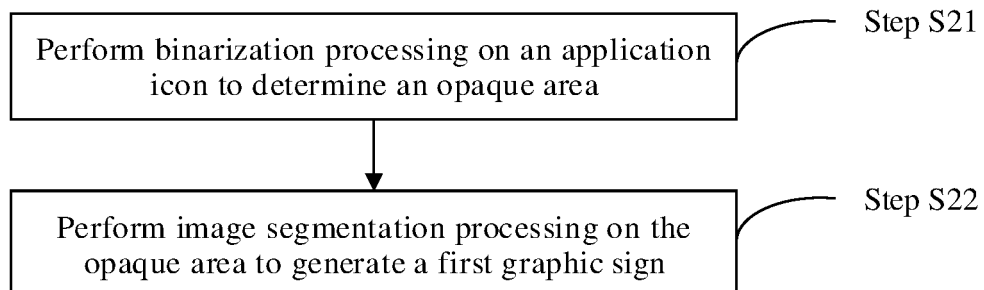 Step S21
Perform binarization processing on an application
icon to determine an opaque area
Step S22
Perform image segmentation processing on the
opaque area to generate a first graphic sign